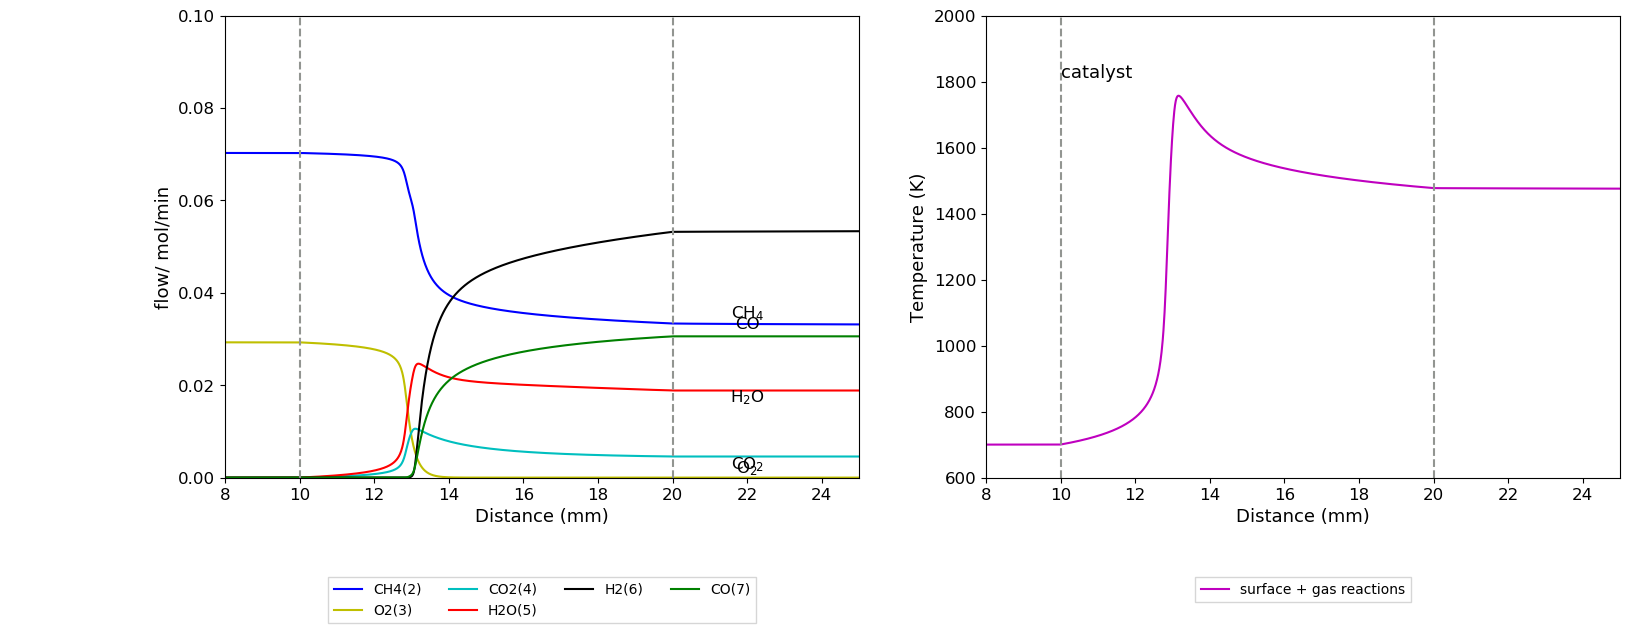 0.10
0.08
0.06
0.04
0.02
0.00
flow/ mol/min
8 10 12 14 16 18 20 22 24
Distance (mm)
CH₄
CO
H₂O
CO₂
O₂
CH4(2) CO2(4) H2(6) CO(7)
O2(3) H2O(5)
2000
1800
1600
1400
1200
1000
800
600
Temperature (K)
catalyst
8 10 12 14 16 18 20 22 24
Distance (mm)
surface + gas reactions